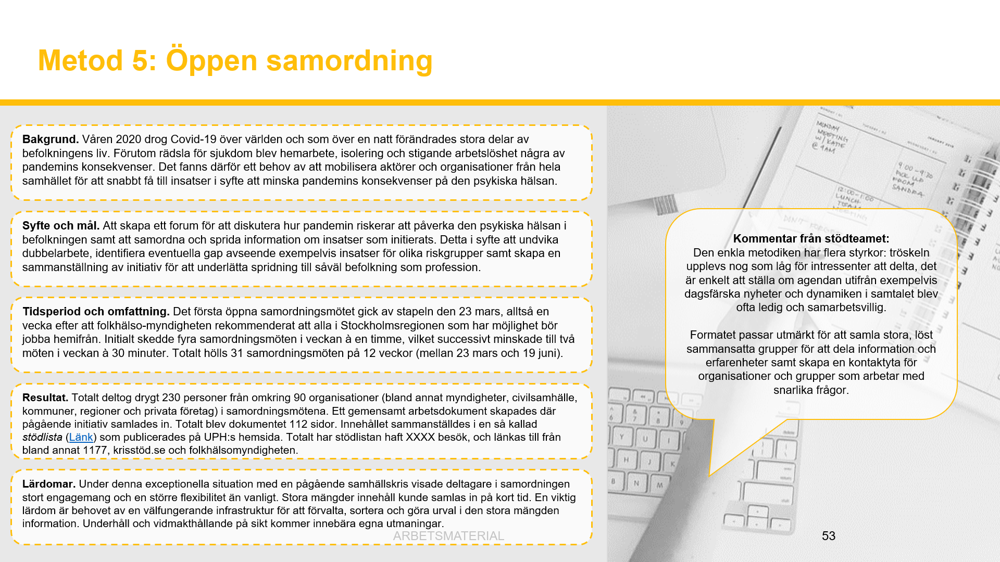 Metod 5: Öppen samordning
Bakgrund. Våren 2020 drog Covid-19 över världen och som över en natt förändrades stora delar av
befolkningens liv. Förutom rädsla för sjukdom blev hemarbete, isolering och stigande arbetslöshet några av
pandemins konsekvenser. Det fanns därför ett behov av att mobilisera aktörer och organisationer från hela
samhället för att snabbt få till insatser i syfte att minska pandemins konsekvenser på den psykiska hälsan.
Syfte och mål. Att skapa ett forum för att diskutera hur pandemin riskerar att påverka den psykiska hälsan i
befolkningen samt att samordna och sprida information om insatser som initierats. Detta i syfte att undvika
dubbelarbete, identifiera eventuella gap avseende exempelvis insatser för olika riskgrupper samt skapa en
sammanställning av initiativ för att underlätta spridning till såväl befolkning som profession.
Tidsperiod och omfattning. Det första öppna samordningsmötet gick av stapeln den 23 mars, alltså en
vecka efter att folkhälso-myndigheten rekommenderat att alla i Stockholmsregionen som har möjlighet bör
jobba hemifrån. Initialt skedde fyra samordningsmöten i veckan à en timme, vilket successivt minskade till två
möten i veckan à 30 minuter. Totalt hölls 31 samordningsmöten på 12 veckor (mellan 23 mars och 19 juni).
Resultat. Totalt deltog drygt 230 personer från omkring 90 organisationer (bland annat myndigheter, civilsamhälle,
kommuner, regioner och privata företag) i samordningsmötena. Ett gemensamt arbetsdokument skapades där
pågående initiativ samlades in. Totalt blev dokumentet 112 sidor. Innehållet sammanställdes i en så kallad
stödlista (Länk) som publicerades på UPH:s hemsida. Totalt har stödlistan haft XXXX besök, och länkas till från
bland annat 1177, krisstöd.se och folkhälsomyndigheten.
Lärdomar. Under denna exceptionella situation med en pågående samhällskris visade deltagare i samordningen
stort engagemang och en större flexibilitet än vanligt. Stora mängder innehåll kunde samlas in på kort tid. En viktig
lärdom är behovet av en välfungerande infrastruktur för att förvalta, sortera och göra urval i den stora mängden
information. Underhåll och vidmakthållande på sikt kommer innebära egna utmaningar.
ARBETSMATERIAL
MONDAY
MEETING
W/ KATIE
@ 9AM
9:00-9:30
PICK UP
FROM
SANDRA
12:00-1:00
LUNCH
TEAM
MEETING
Kommentar från stödteamet:
Den enkla metodiken har flera styrkor: tröskeln
upplevs nog som låg för intressenter att delta, det
är enkelt att ställa om agendan utifrån exempelvis
dagsfärska nyheter och dynamiken i samtalet blev
ofta ledig och samarbetsvillig.
Formatet passar utmärkt för att samla stora, löst
sammansatta grupper för att dela information och
erfarenheter samt skapa en kontaktyta för
organisationer och grupper som arbetar med
snarlika frågor.
53